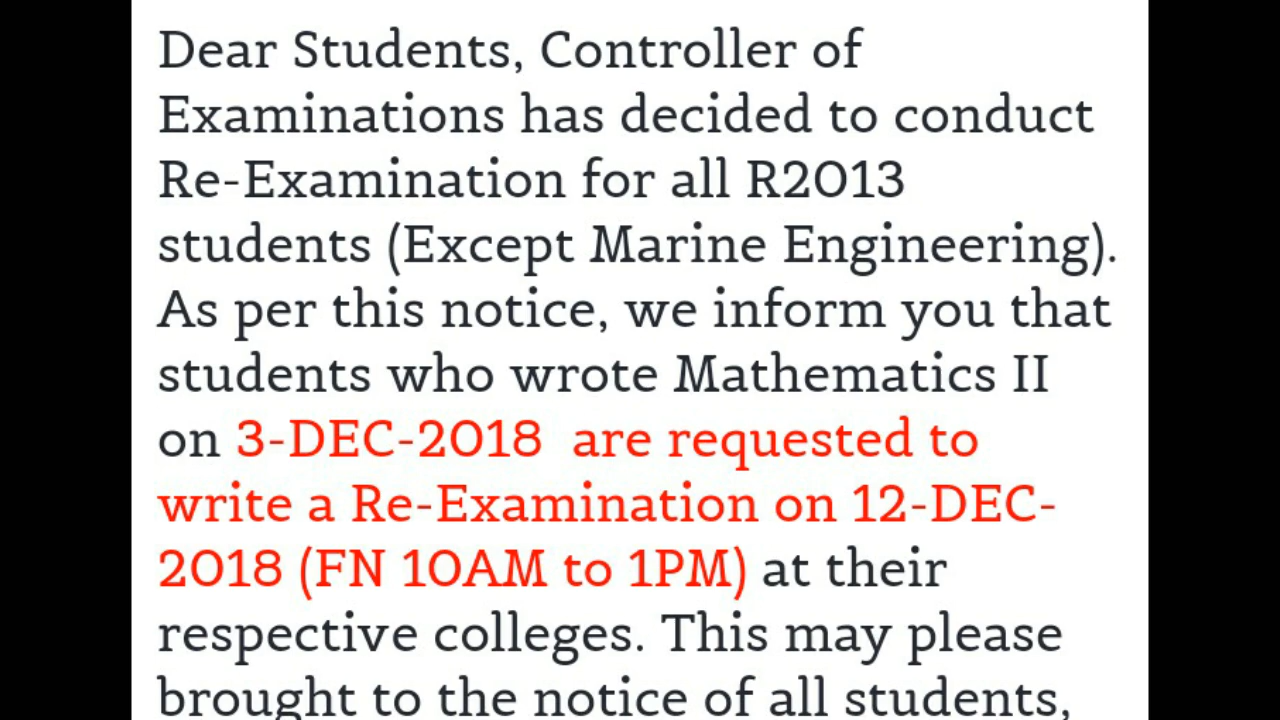 Dear Students, Controller of
Examinations has decided to conduct
Re-Examination for all R2013
students (Except Marine Engineering).
As per this notice, we inform you that
students who wrote Mathematics II
on 3-DEC-2018 are requested to
write a Re-Examination on 12-DEC-
2018 (FN 10AM to 1PM) at their
respective colleges. This may please
brought to the notice of all students,